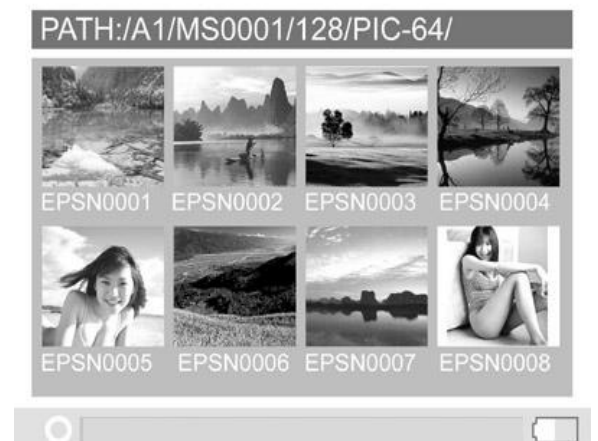 PATH:/A1/MS0001/128/PIC-64/
EPSN0001 EPSN0002 EPSN0003 EPSN0004
EPSN0005 EPSN0006 EPSN0007 EPSN0008